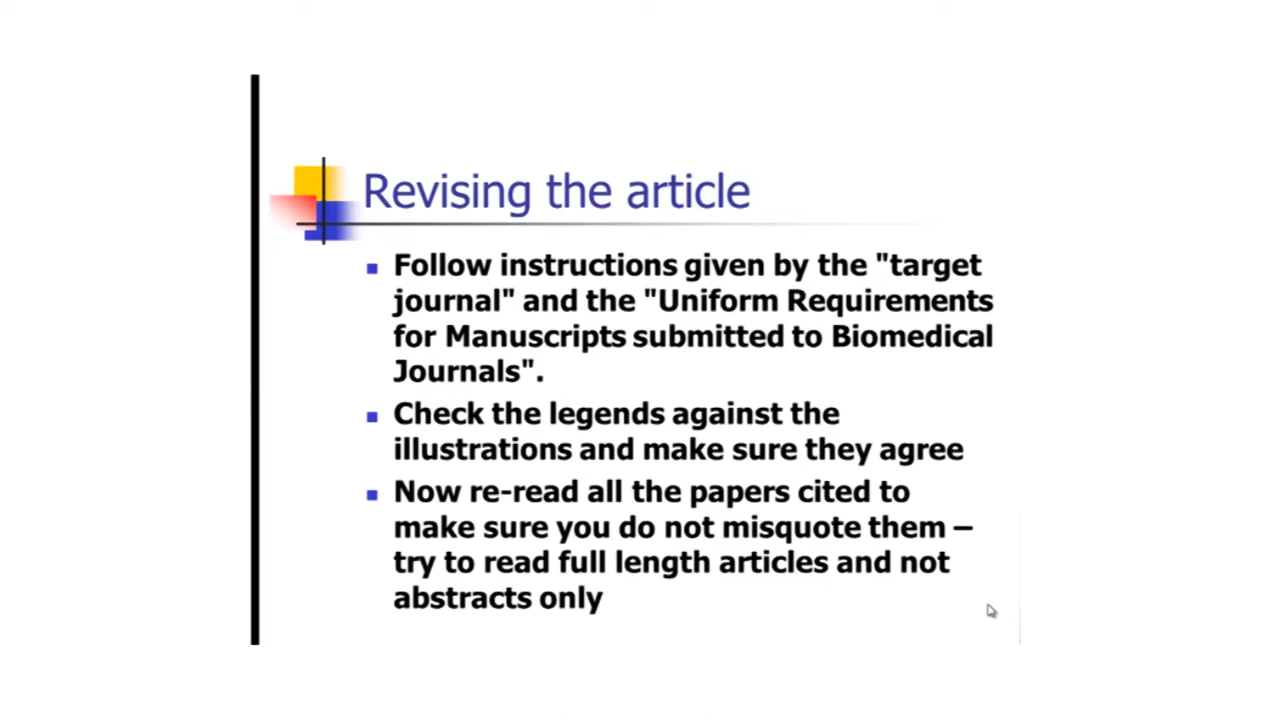 Revising the article
Follow instructions given by the "target
journal" and the "Uniform Requirements
for Manuscripts submitted to Biomedical
Journals".
Check the legends against the
illustrations and make sure they agree
Now re-read all the papers cited to
make sure you do not misquote them –
try to read full length articles and not
abstracts only